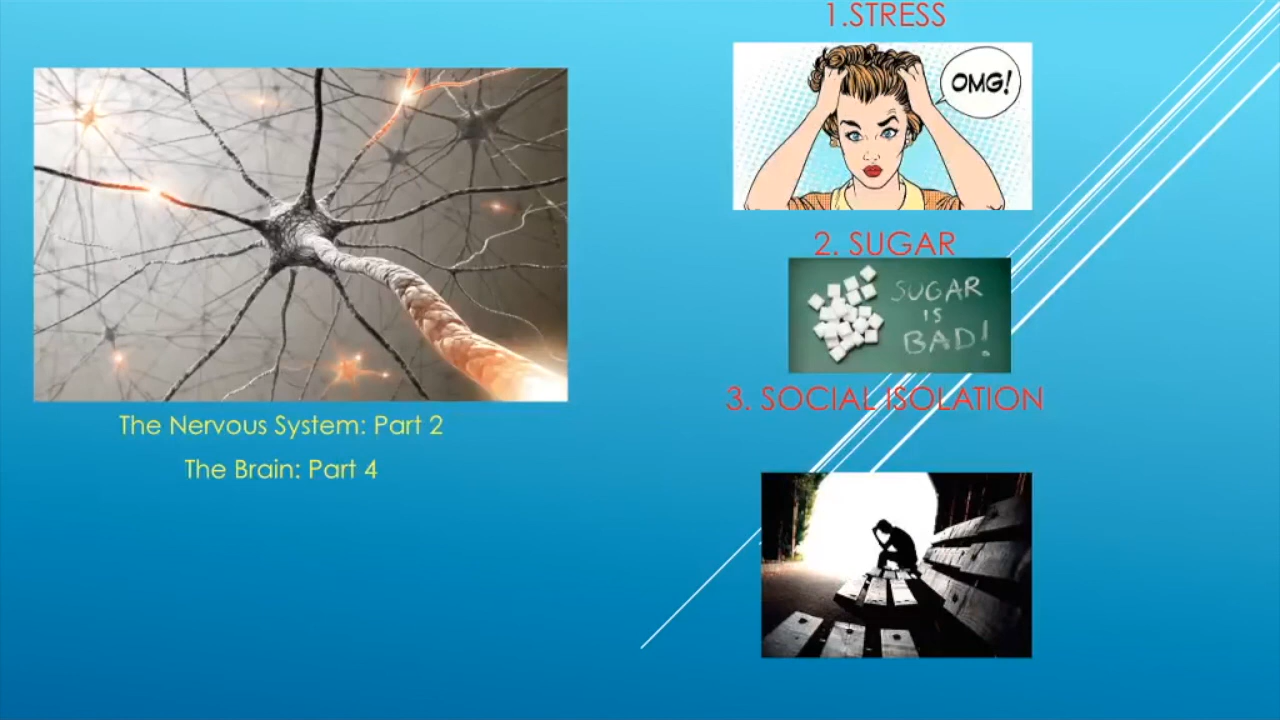 The Nervous System: Part 2
The Brain: Part 4
1.STRESS
OMG!
2. SUGAR
SUGAR
IS
BAD!
3. SOCIAL ISOLATION